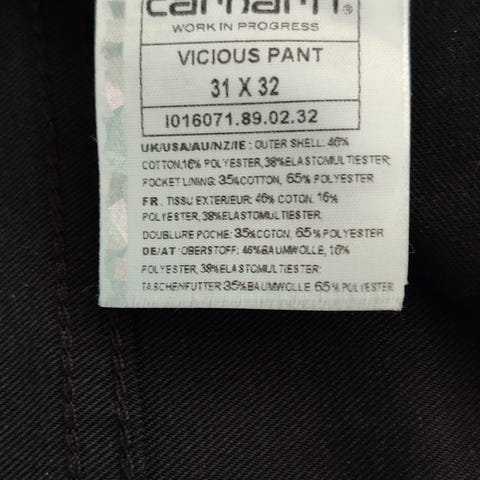 carhartt®
WORK IN PROGRESS
VICIOUS PANT
31 X 32
I016071.89.02.32
UK/USA/AU/NZ/IE: OUTER SHELL: 46%
COTTON,16% POLYESTER,38%ELASTOMULTIESTER;
POCKET LINING: 35%COTTON, 65% POLYESTER
FR: TISSU EXTERIEUR: 46% COTON, 16%
POLYESTER,38%ELASTOMULTIESTER;
DOUBLURE POCHE: 35%COTON, 65% POLYESTER
DE/AT: OBERSTOFF: 46%BAUMWOLLE, 16%
POLYESTER, 38%ELASTOMULTIESTER;
TASCHENFUTTER:35%BAUMWOLLE 65% POLYESTER